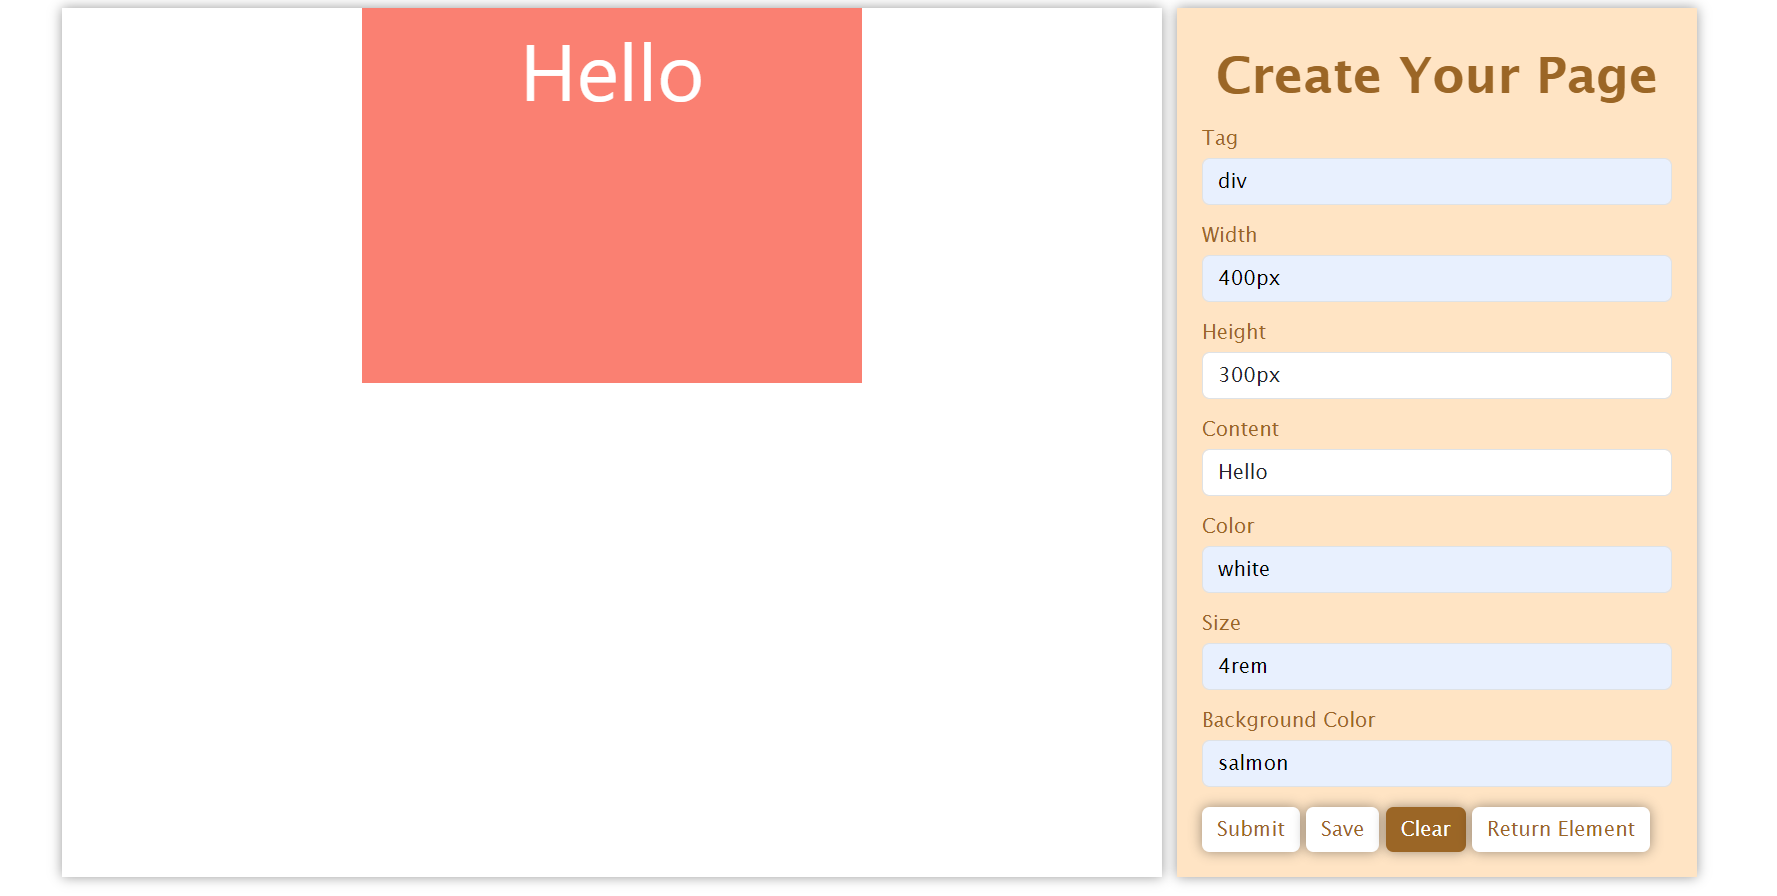 Hello
Create Your Page
Tag
div
Width
400px
Height
300px
Content
Hello
Color
white
Size
4rem
Background Color
salmon
Submit Save Clear Return Element